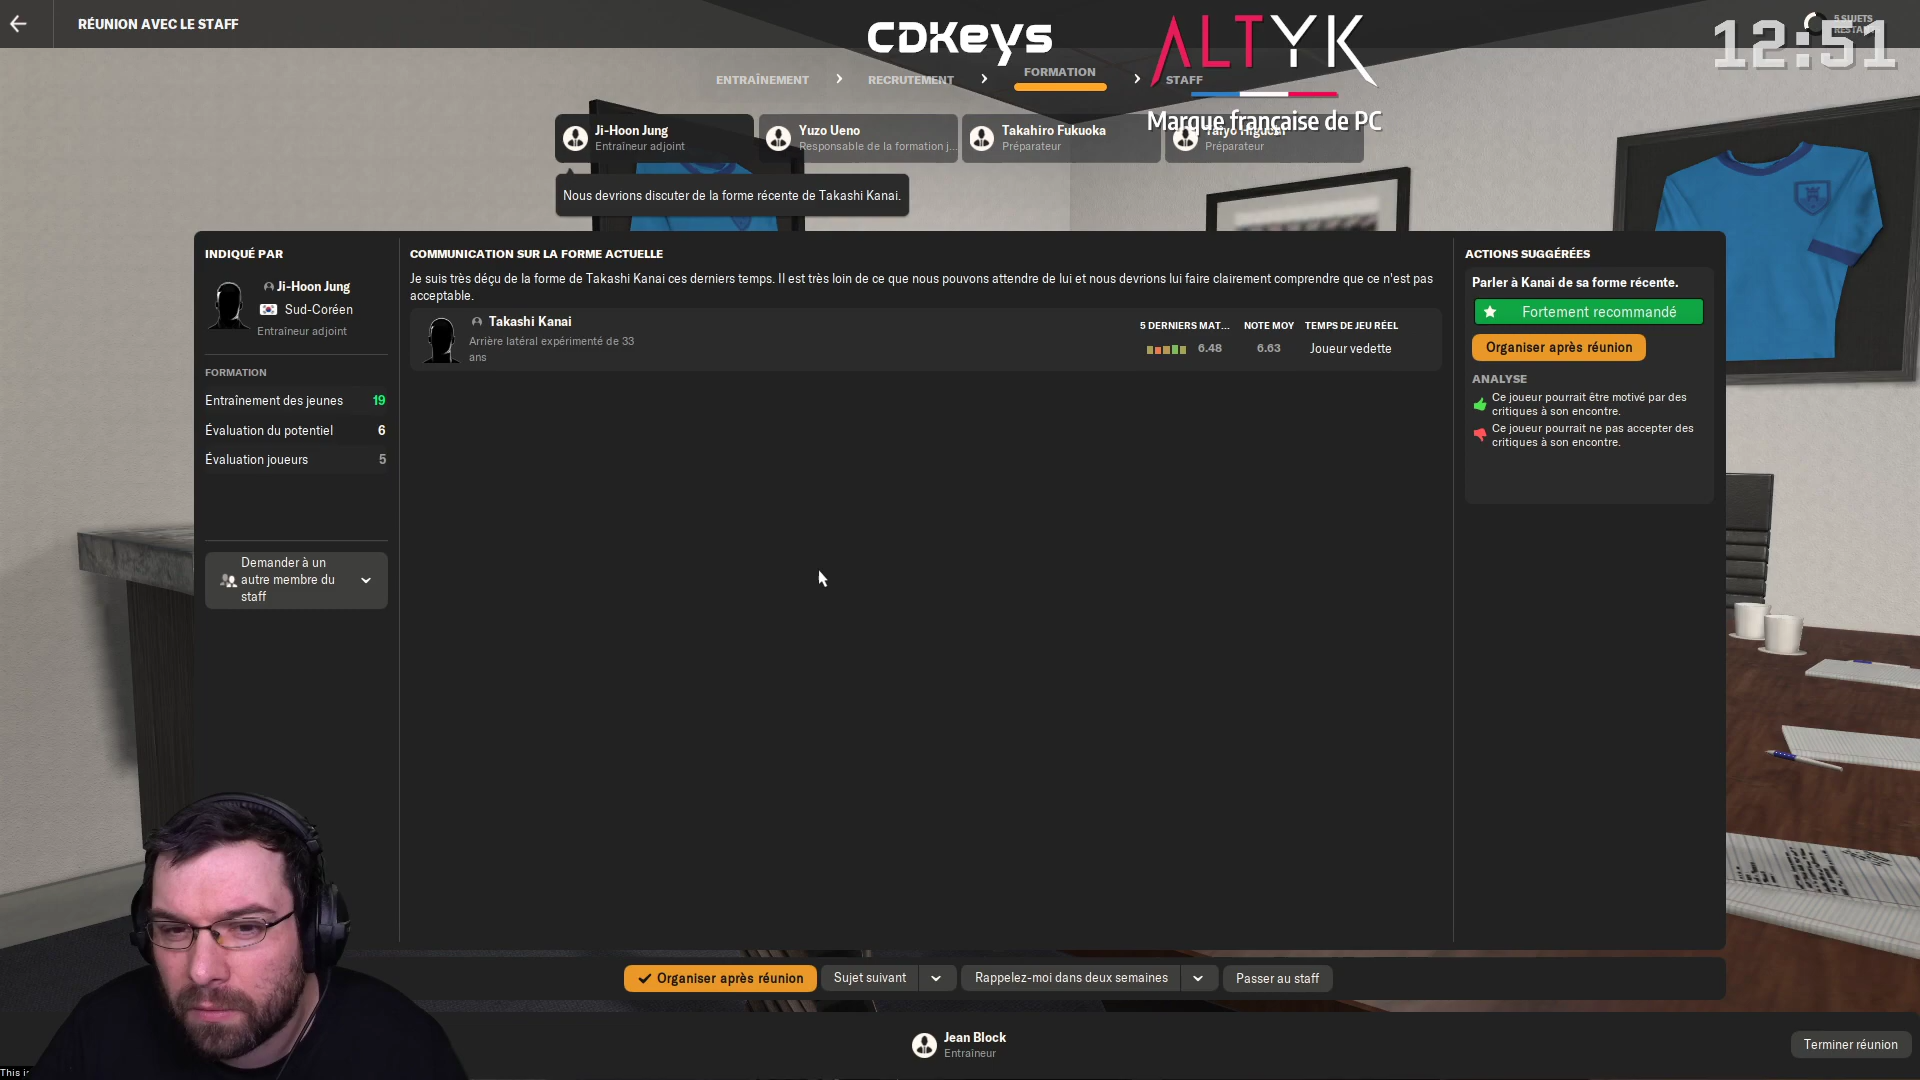 RÉUNION AVEC LE STAFF
CDKeys
ALTYK
Marque française de PC
5 SUJETS
12:51
ENTRAÎNEMENT
RECRUTEMENT
FORMATION
STAFF
Ji-Hoon Jung
Entraîneur adjoint
Yuzo Ueno
Responsable de la formation j...
Takahiro Fukuoka
Préparateur
Préparateur
Nous devrions discuter de la forme récente de Takashi Kanai.
INDIQUÉ PAR
Ji-Hoon Jung
Sud-Coréen
Entraîneur adjoint
FORMATION
Entraînement des jeunes 19
Évaluation du potentiel 6
Évaluation joueurs 5
Demander à un
autre membre du
staff
COMMUNICATION SUR LA FORME ACTUELLE
Je suis très déçu de la forme de Takashi Kanai ces derniers temps. Il est très loin de ce que nous pouvons attendre de lui et nous devrions lui faire clairement comprendre que ce n'est pas
acceptable.
Takashi Kanai
Arrière latéral expérimenté de 33
ans
5 DERNIERS MAT... NOTE MOY TEMPS DE JEU RÉEL
6.48 6.63 Joueur vedette
ACTIONS SUGGÉRÉES
Parler à Kanai de sa forme récente.
Fortement recommandé
Organiser après réunion
ANALYSE
Ce joueur pourrait être motivé par des
critiques à son encontre.
Ce joueur pourrait ne pas accepter des
critiques à son encontre.
Organiser après réunion
Sujet suivant
Rappelez-moi dans deux semaines
Passer au staff
Jean Block
Entraîneur
Terminer réunion
This is